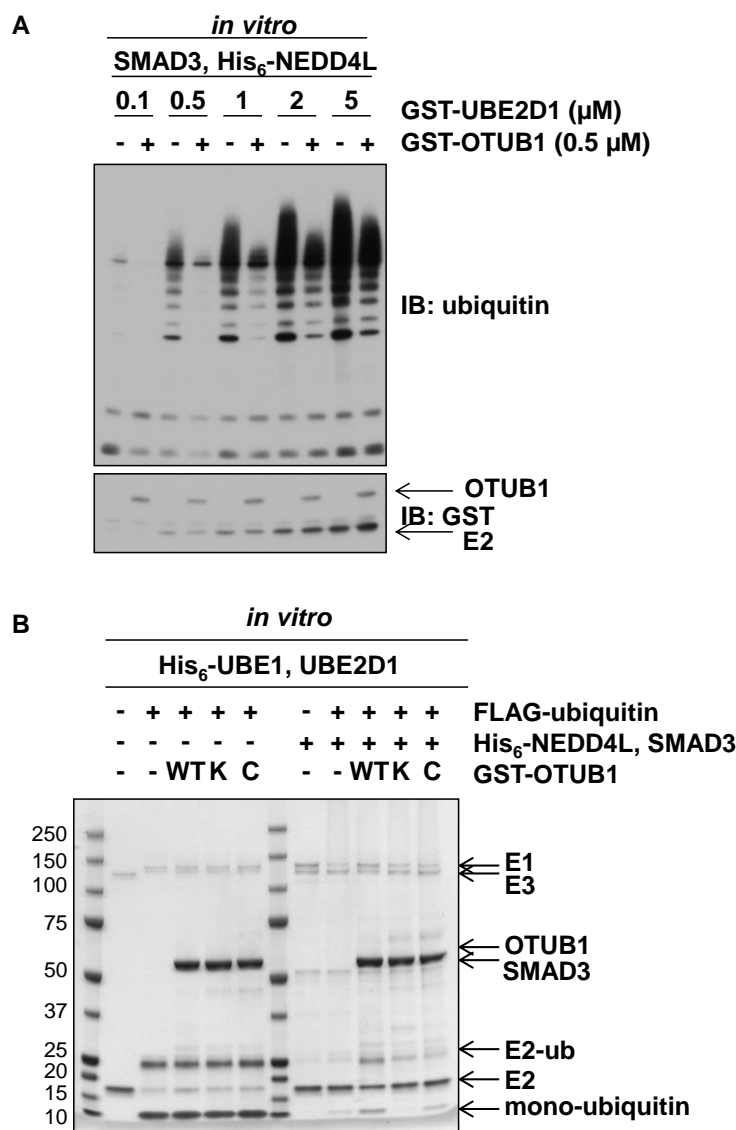 A
in vitro
SMAD3, His6-NEDD4L
0.1 0.5 1 2 5 GST-UBE2D1 (µM)
- + - + - + - + - + GST-OTUB1 (0.5 µM)
IB: ubiquitin
OTUB1
IB: GST
E2
B
in vitro
His6-UBE1, UBE2D1
- + + + + - + + + + FLAG-ubiquitin
- - - - - + + + + + His6-NEDD4L, SMAD3
- - WT K C - - WT K C GST-OTUB1
250
150
100
75
50
37
25
20
15
10
E1
E3
OTUB1
SMAD3
E2-ub
E2
mono-ubiquitin